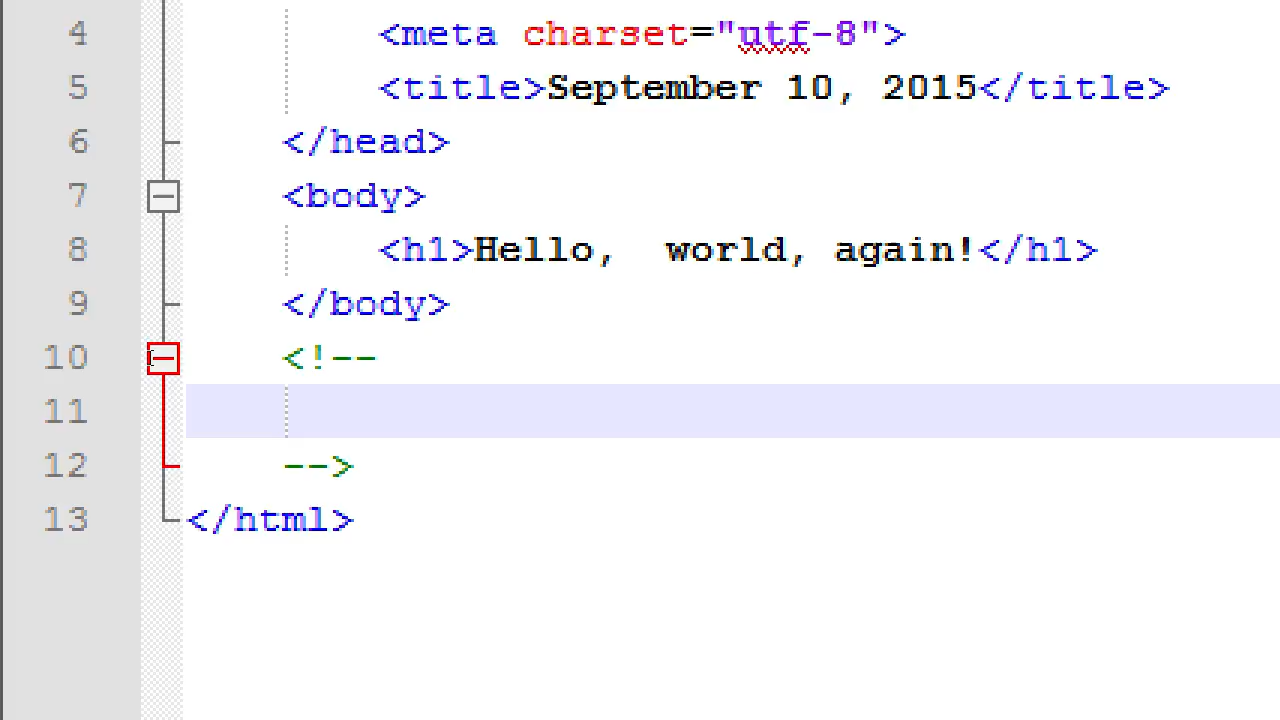 4 <meta charset="utf-8">
5 <title>September 10, 2015</title>
6 </head>
7 <body>
8 <h1>Hello,  world, again!</h1>
9 </body>
10 <!--
11
12 -->
13 </html>